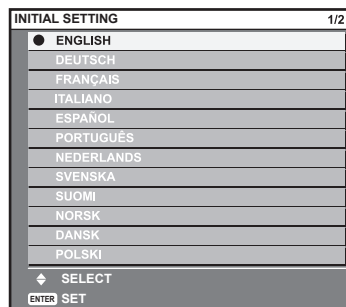 INITIAL SETTING 1/2
ENGLISH
DEUTSCH
FRANÇAIS
ITALIANO
ESPAÑOL
PORTUGUÊS
NEDERLANDS
SVENSKA
SUOMI
NORSK
DANSK
POLSKI
SELECT
ENTER SET